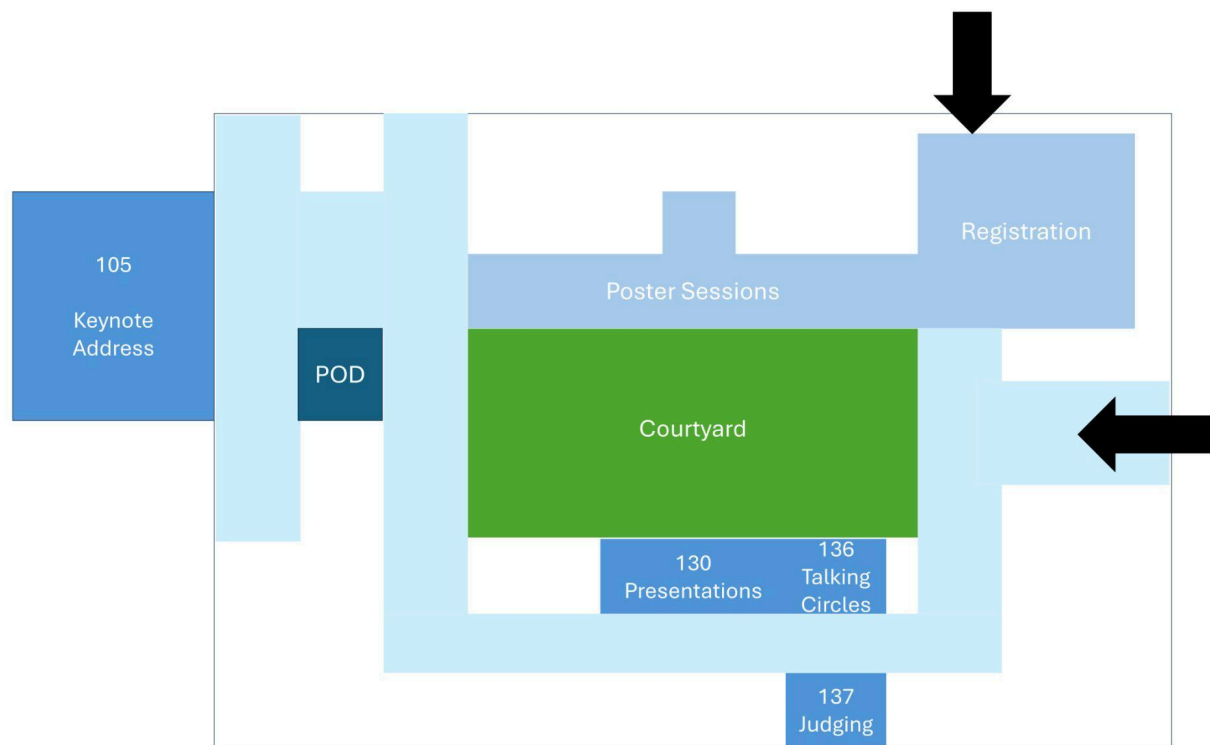 Registration
105
Keynote
Address
Poster Sessions
POD
Courtyard
130
Presentations
136
Talking
Circles
137
Judging